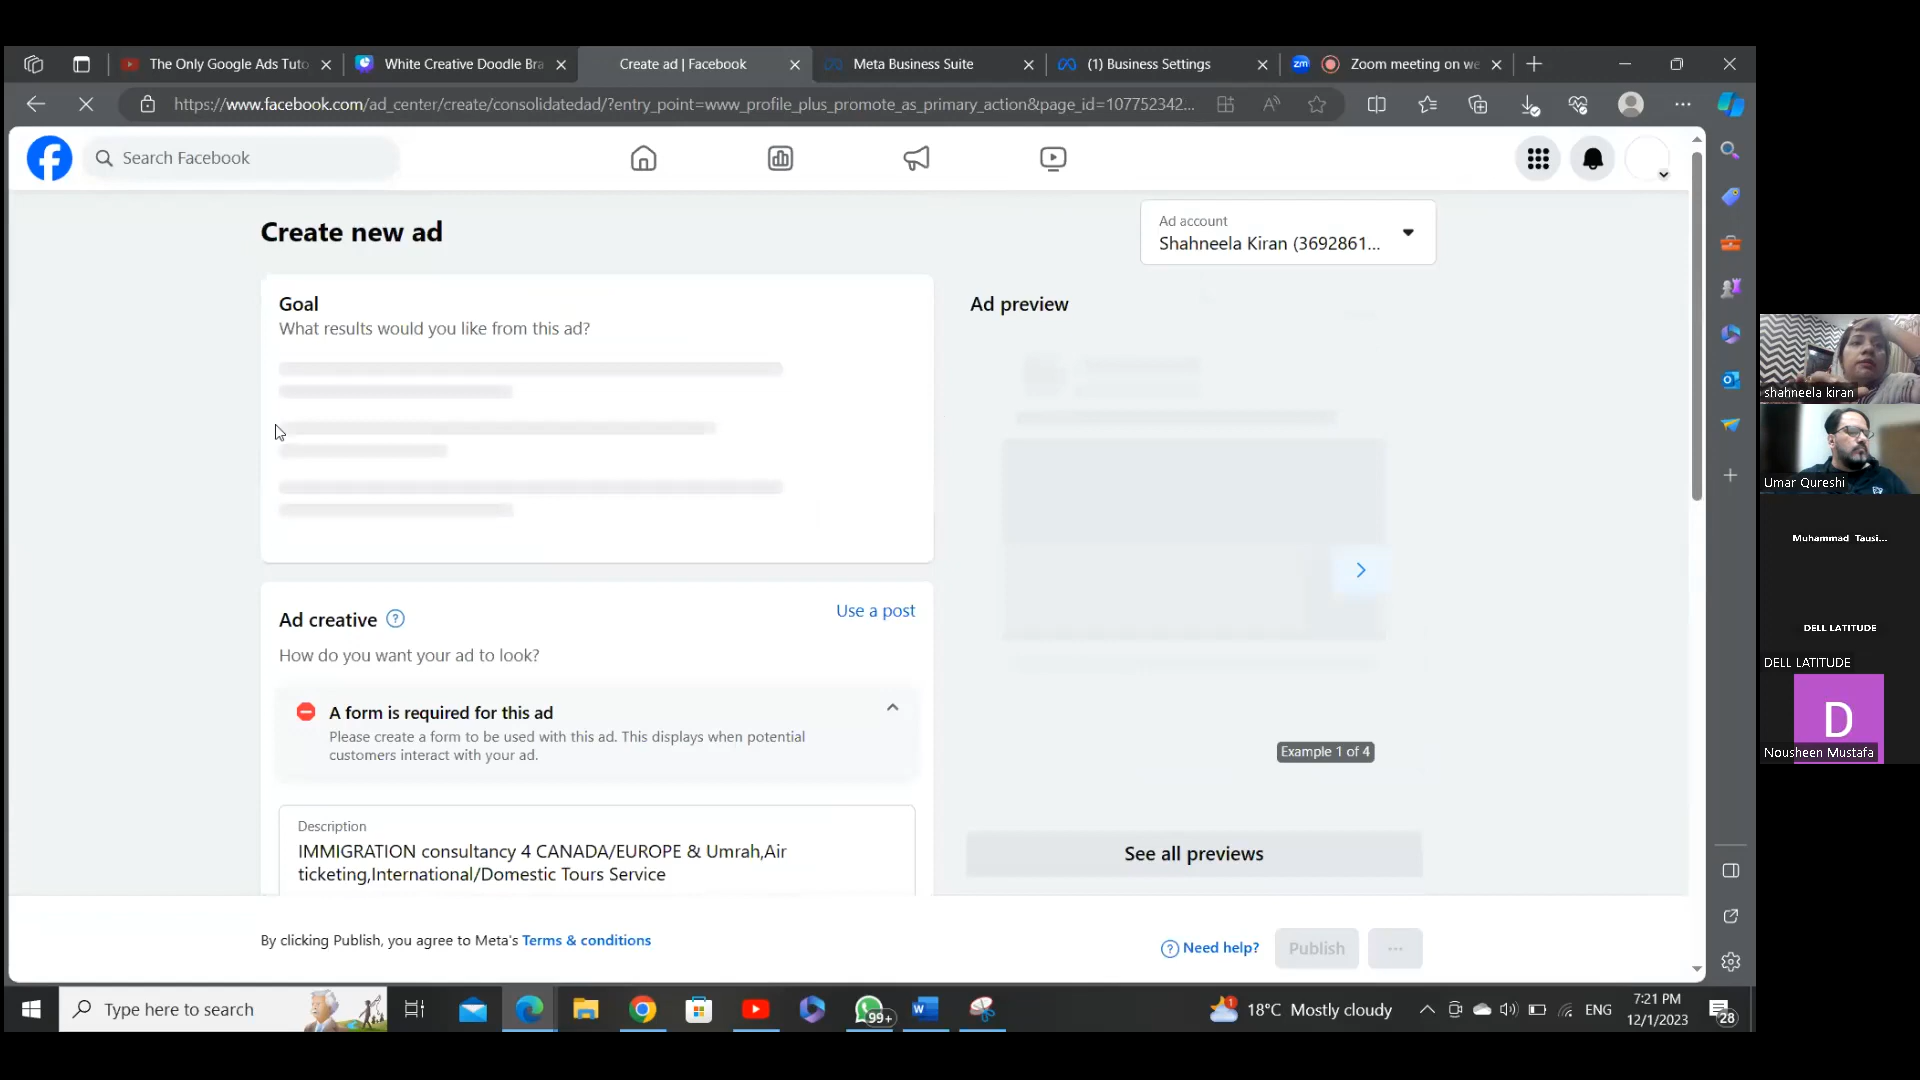 The Only Google Ads Tuto
White Creative Doodle Bra
Create ad | Facebook
Meta Business Suite
(1) Business Settings
zm
Zoom meeting on we
https://www.facebook.com/ad_center/create/consolidatedad/?entry_point=www_profile_plus_promote_as_primary_action&page_id=107752342...
Search Facebook
Create new ad
Ad account
Shahneela Kiran (3692861...
Goal
What results would you like from this ad?
Ad preview
Ad creative
Use a post
How do you want your ad to look?
A form is required for this ad
Please create a form to be used with this ad. This displays when potential
customers interact with your ad.
Example 1 of 4
Description
IMMIGRATION consultancy 4 CANADA/EUROPE & Umrah,Air
ticketing,International/Domestic Tours Service
See all previews
By clicking Publish, you agree to Meta's Terms & conditions
Need help?
Publish
...
shahneela kiran
Umar Qureshi
Muhammad Tausi...
DELL LATITUDE
DELL LATITUDE
D
Nousheen Mustafa
Type here to search
99+
18°C Mostly cloudy
ENG
7:21 PM
12/1/2023
28